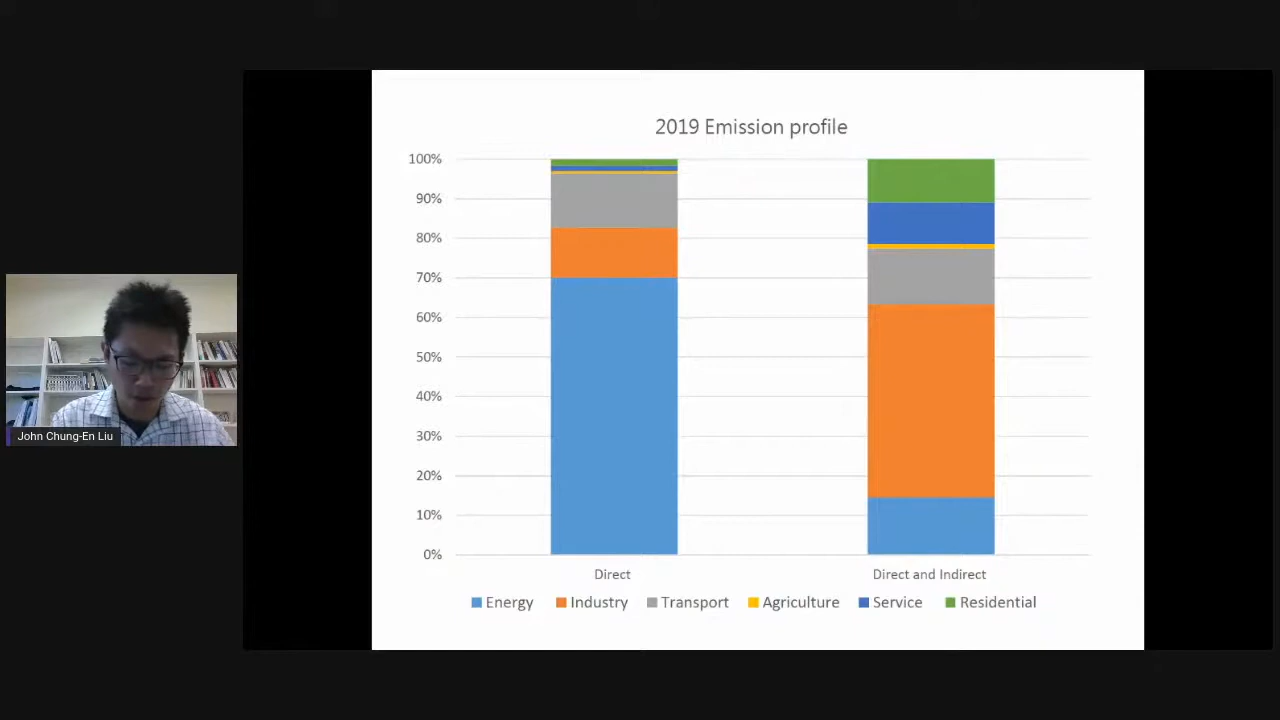 2019 Emission profile
100%
90%
80%
70%
60%
50%
40%
30%
20%
10%
0%
Direct
Direct and Indirect
Energy Industry Transport Agriculture Service Residential
John Chung-En Liu